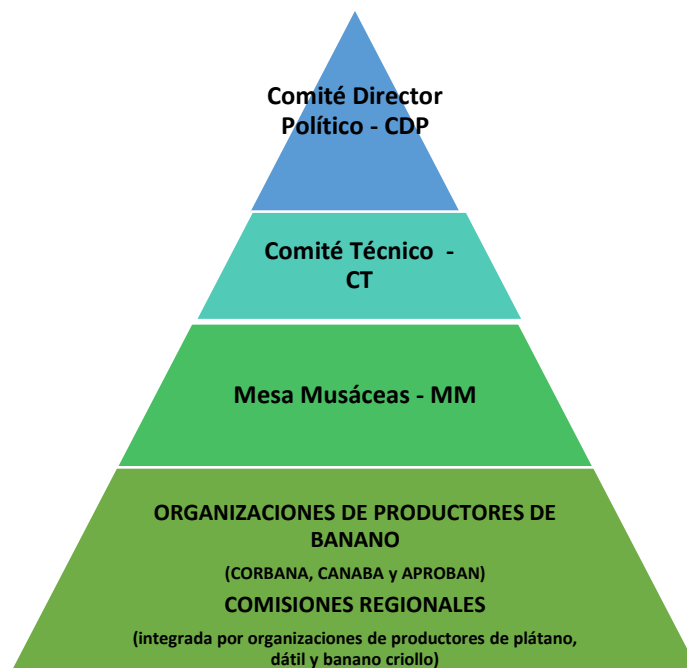 Comité Director
Político - CDP
Comité Técnico -
CT
Mesa Musáceas - MM
ORGANIZACIONES DE PRODUCTORES DE
BANANO
(CORBANA, CANABA y APROBAN)
COMISIONES REGIONALES
(integrada por organizaciones de productores de plátano,
dátil y banano criollo)